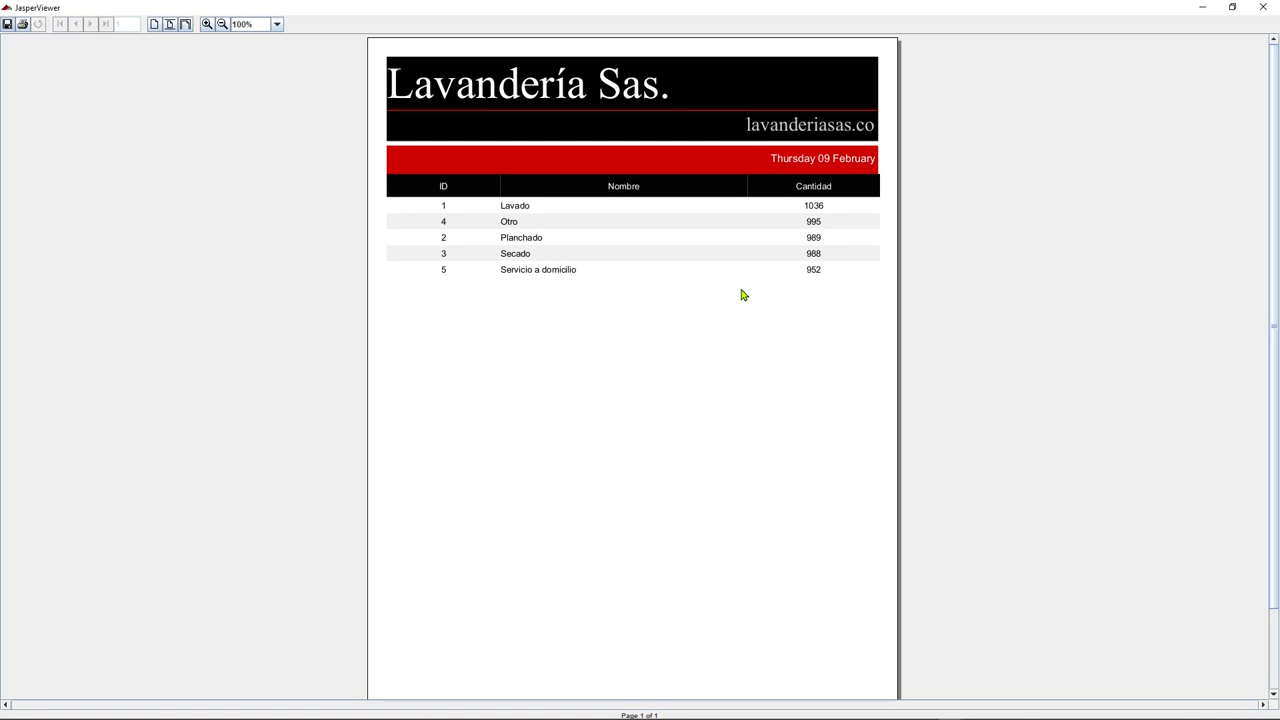 JasperViewer
1
100%
Lavandería Sas.
lavanderiasas.co
Thursday 09 February
ID Nombre Cantidad
1 Lavado 1036
4 Otro 995
2 Planchado 989
3 Secado 988
5 Servicio a domicilio 952
Page 1 of 1